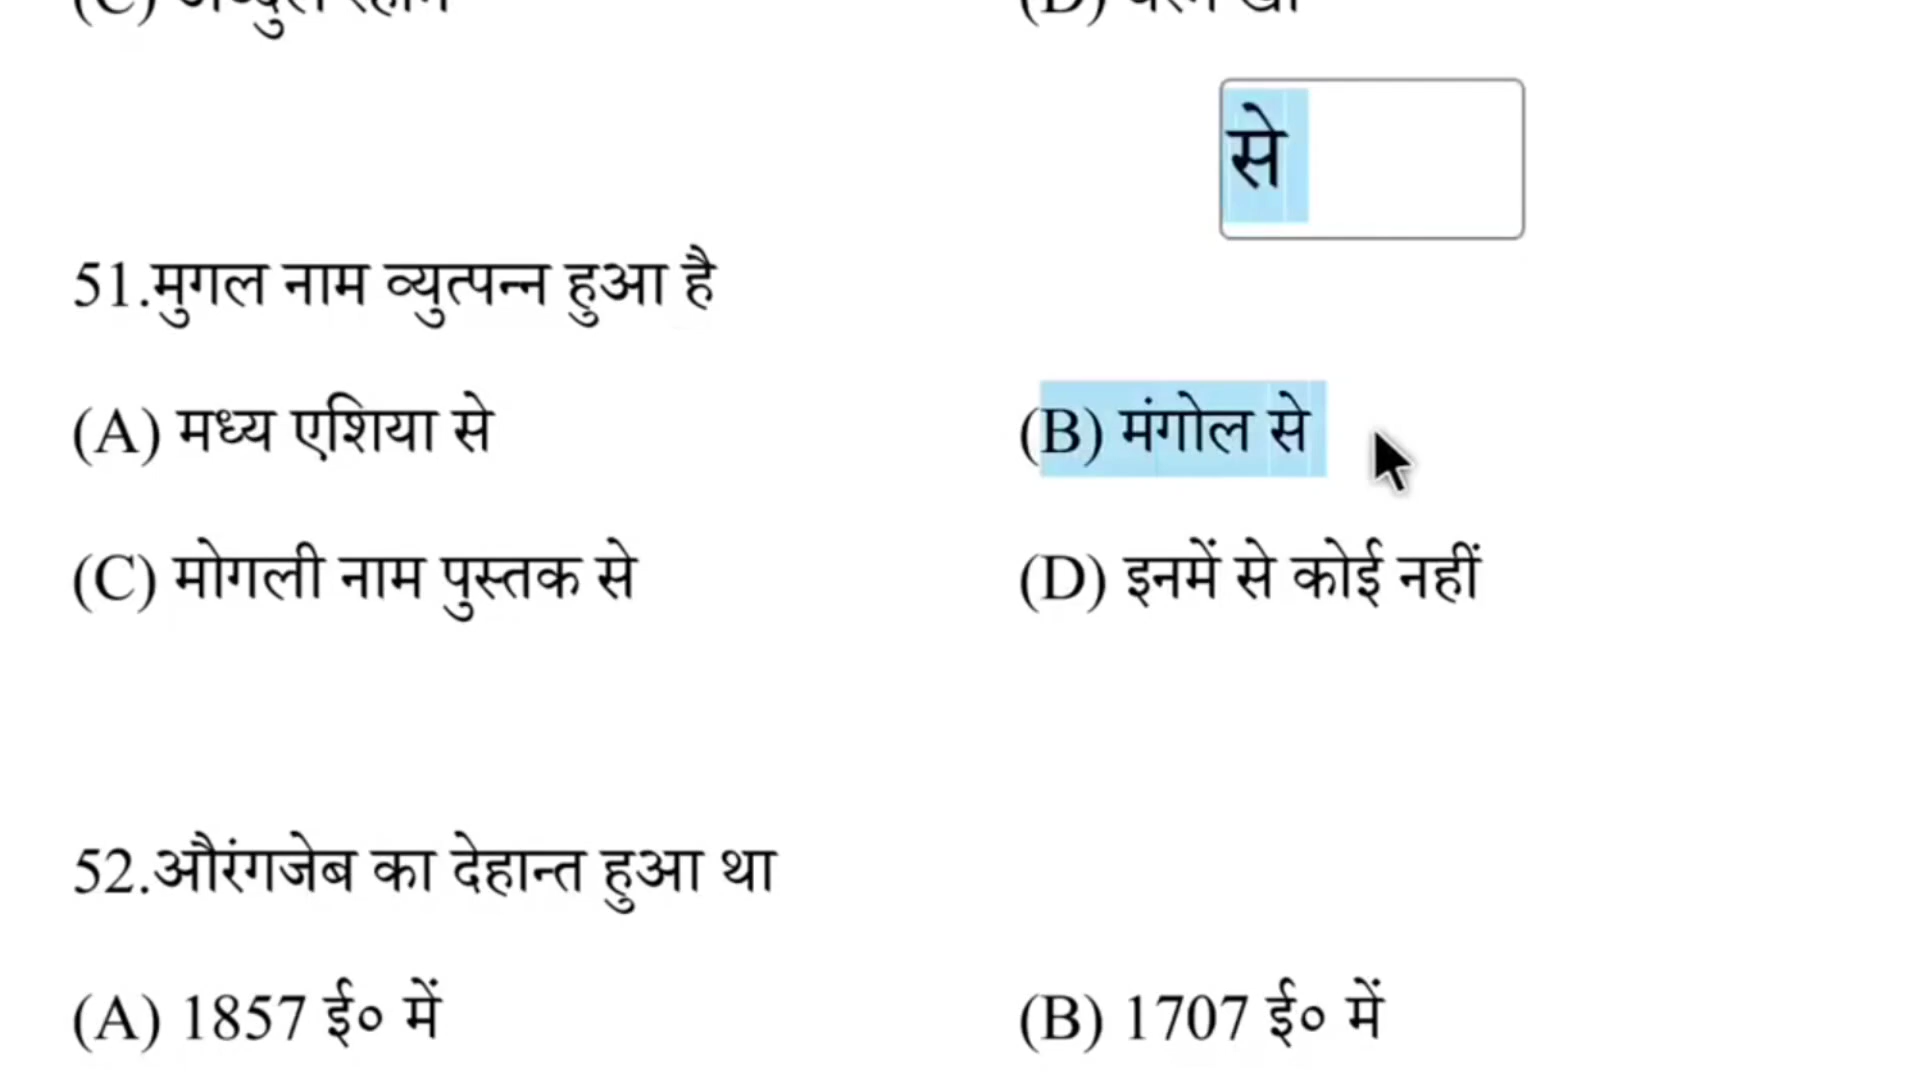 से
51.मुगल नाम व्युत्पन्न हुआ है
(A) मध्य एशिया से (B) मंगोल से
(C) मोगली नाम पुस्तक से (D) इनमें से कोई नहीं
52.औरंगजेब का देहान्त हुआ था
(A) 1857 ई० में (B) 1707 ई० में